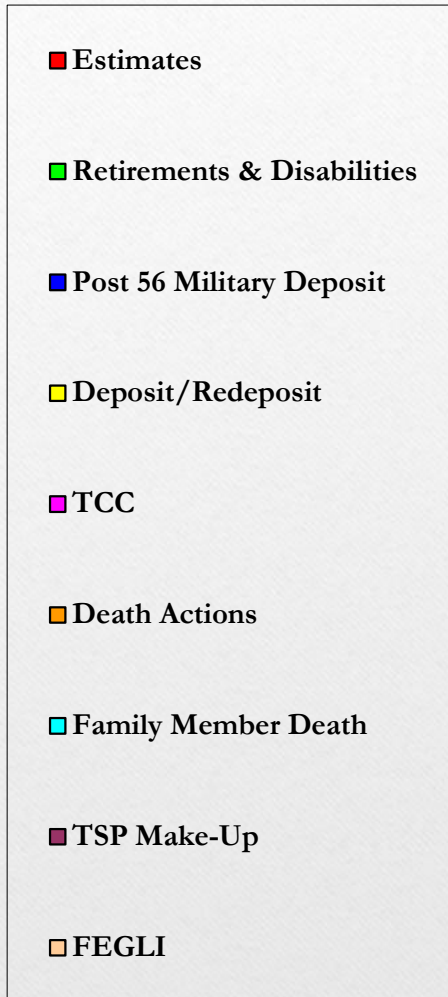 Estimates
Retirements & Disabilities
Post 56 Military Deposit
Deposit/Redeposit
TCC
Death Actions
Family Member Death
TSP Make-Up
FEGLI